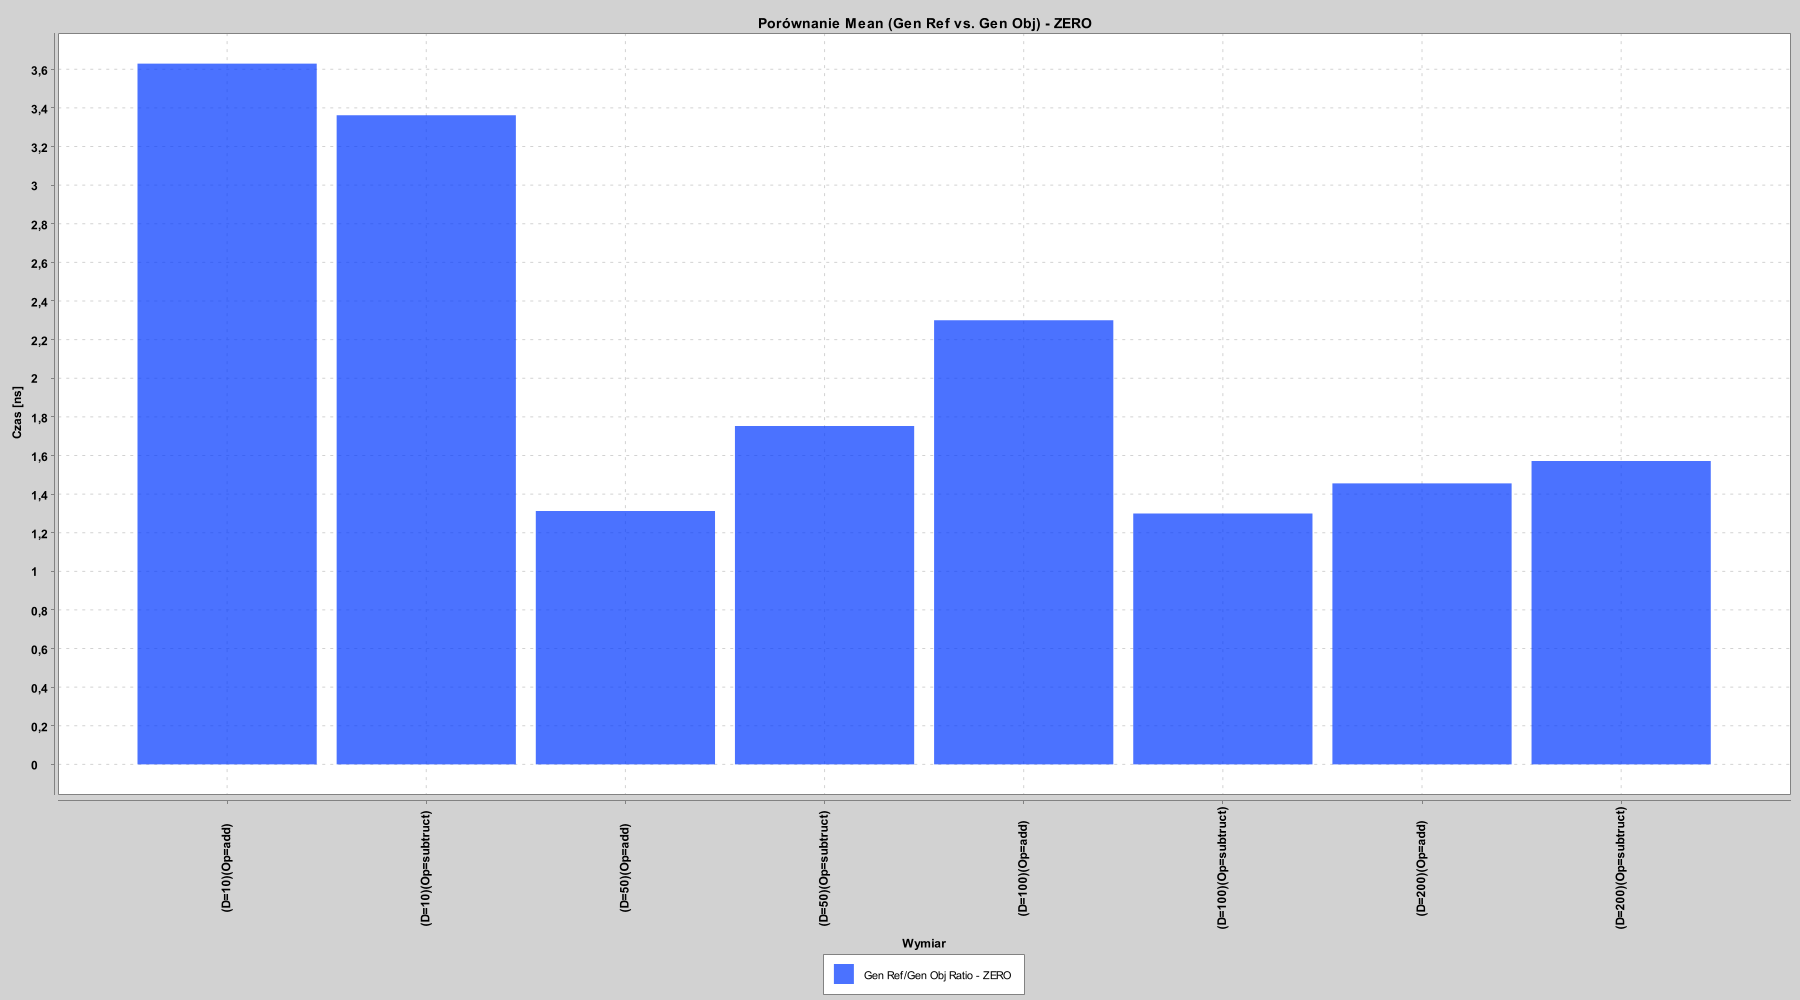 Porównanie Mean (Gen Ref vs. Gen Obj) - ZERO
Czas [ns]
3,6
3,4
3,2
3
2,8
2,6
2,4
2,2
2
1,8
1,6
1,4
1,2
1
0,8
0,6
0,4
0,2
0
(D=10)(Op=add)
(D=10)(Op=subtruct)
(D=50)(Op=add)
(D=50)(Op=subtruct)
(D=100)(Op=add)
(D=100)(Op=subtruct)
(D=200)(Op=add)
(D=200)(Op=subtruct)
Wymiar
Gen Ref/Gen Obj Ratio - ZERO